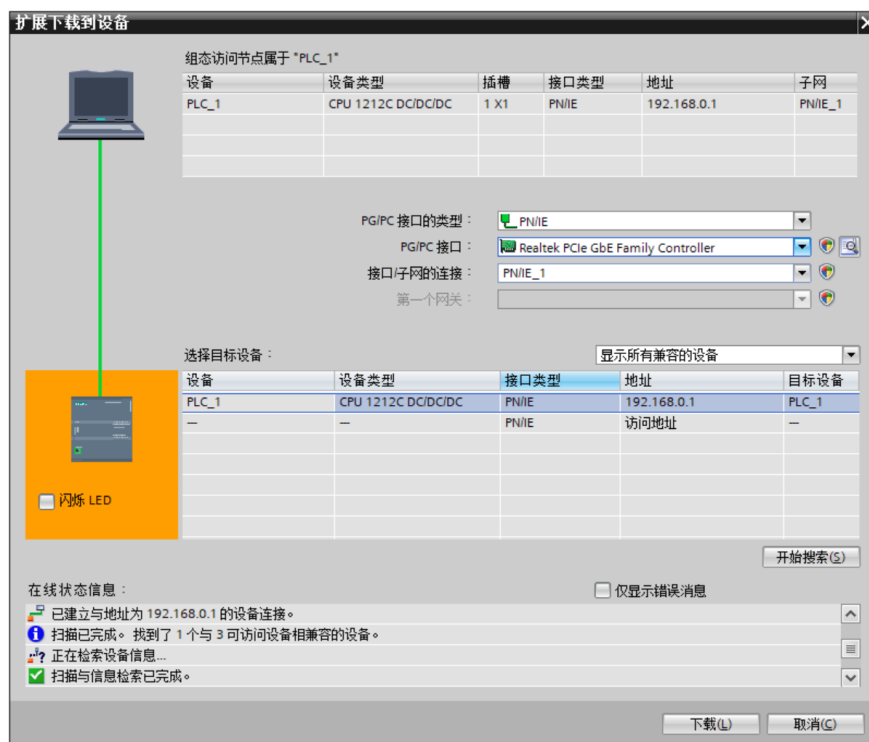 扩展下载到设备
组态访问节点属于 "PLC_1"
设备 设备类型 插槽 接口类型 地址 子网
PLC_1 CPU 1212C DC/DC/DC 1 X1 PN/IE 192.168.0.1 PN/IE_1
PG/PC 接口的类型： PN/IE
PG/PC 接口： Realtek PCIe GbE Family Controller
接口/子网的连接： PN/IE_1
第一个网关：
选择目标设备： 显示所有兼容的设备
设备 设备类型 接口类型 地址 目标设备
PLC_1 CPU 1212C DC/DC/DC PN/IE 192.168.0.1 PLC_1
— — PN/IE 访问地址 —
闪烁 LED
开始搜索(S)
在线状态信息： 仅显示错误消息
已建立与地址为 192.168.0.1 的设备连接。
扫描已完成。找到了 1 个与 3 可访问设备相兼容的设备。
正在检索设备信息...
扫描与信息检索已完成。
下载(L) 取消(C)